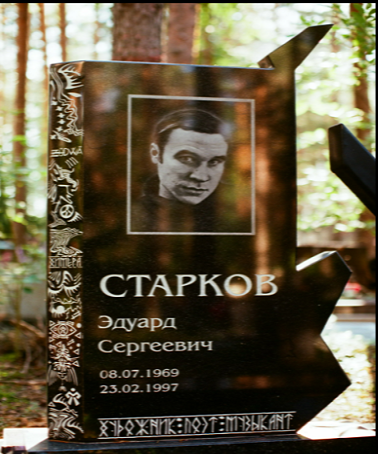 СТАРКОВ
Эдуард
Сергеевич
08.07.1969
23.02.1997
ХУДОЖНИК:ПОЭТ:МУЗЫКАНТ